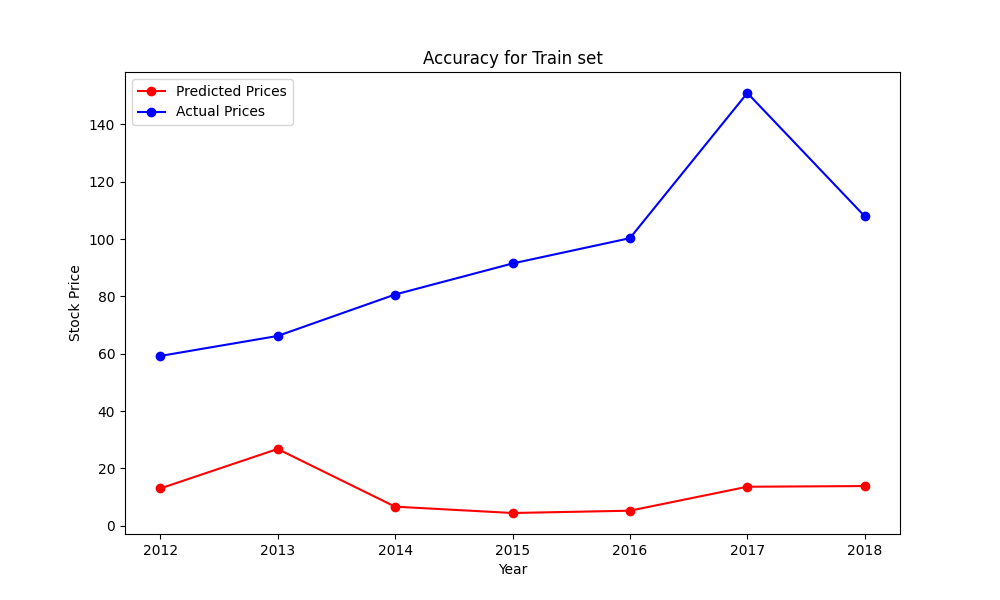 Accuracy for Train set
Predicted Prices
Actual Prices
140
120
100
80
60
40
20
0
Stock Price
2012 2013 2014 2015 2016 2017 2018
Year